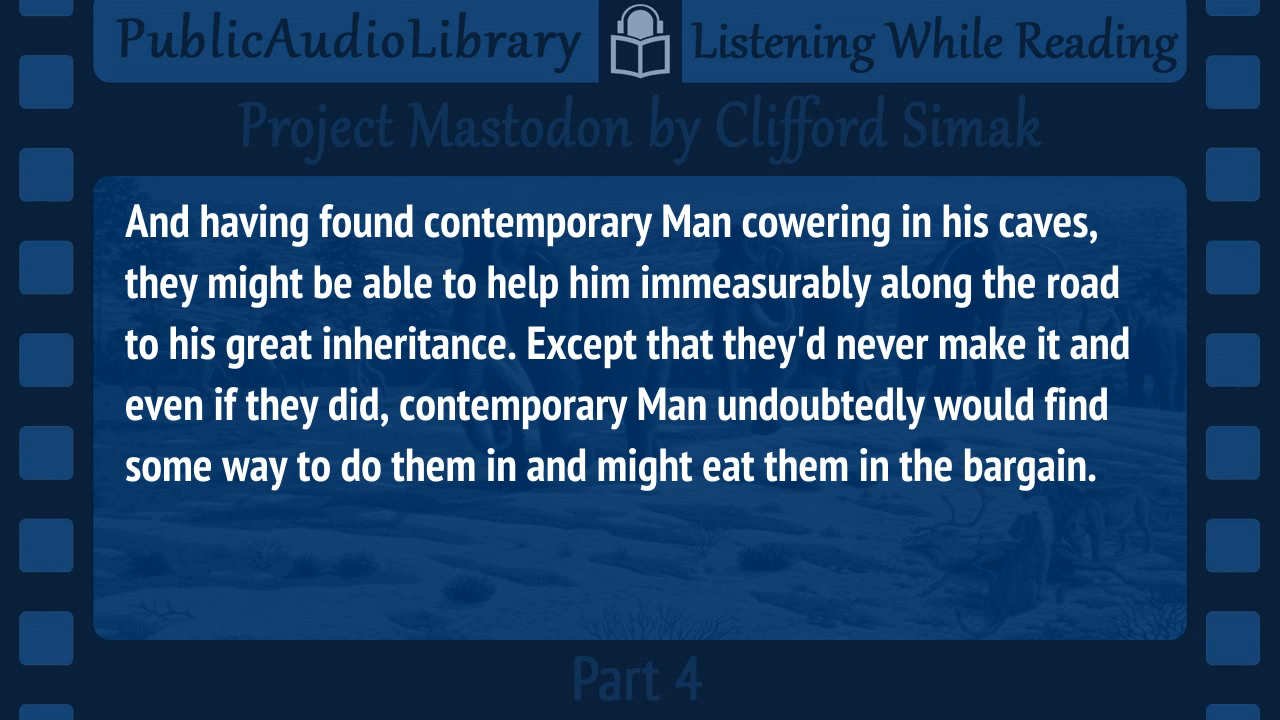 PublicAudioLibrary Listening While Reading
Project Mastodon by Clifford Simak
And having found contemporary Man cowering in his caves,
they might be able to help him immeasurably along the road
to his great inheritance. Except that they'd never make it and
even if they did, contemporary Man undoubtedly would find
some way to do them in and might eat them in the bargain.
Part 4